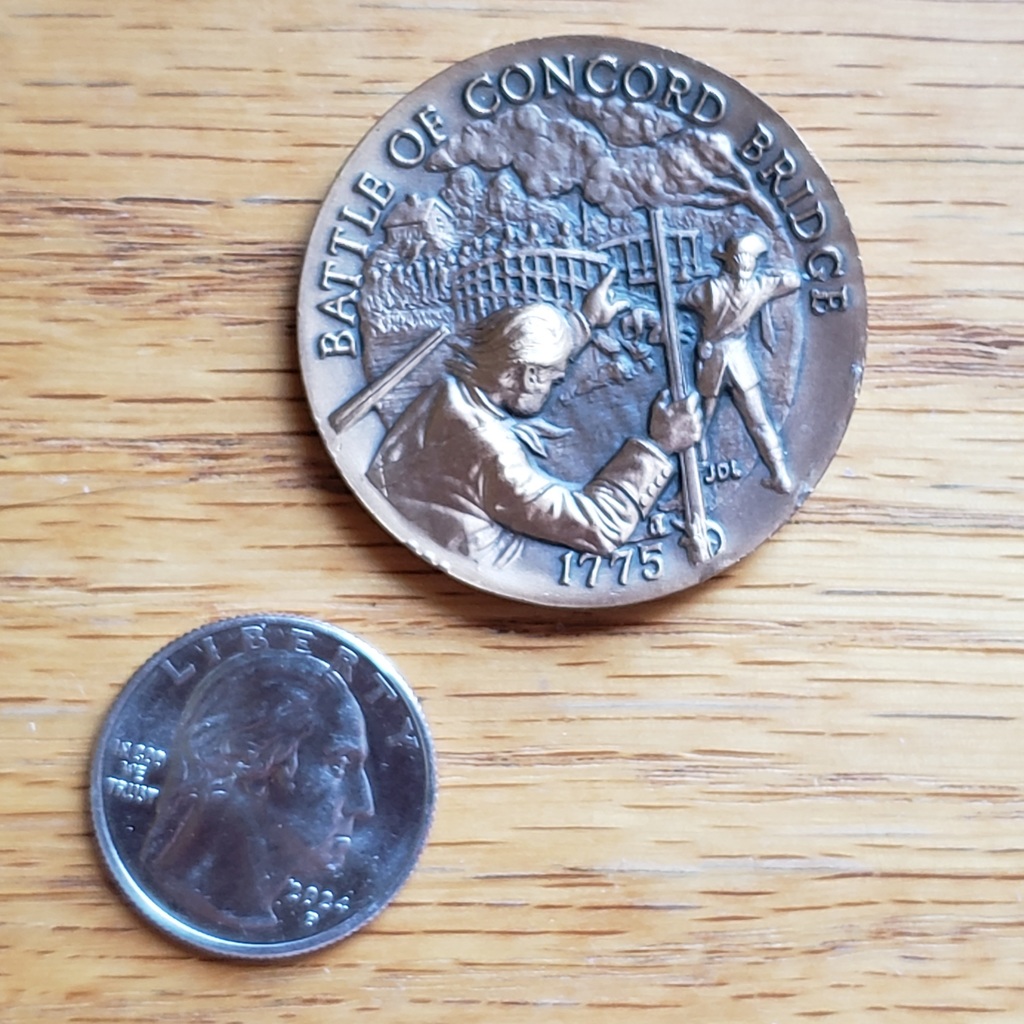 BATTLE OF CONCORD BRIDGE
JDL
1775
LIBERTY
IN GOD
WE
TRUST
2024
P